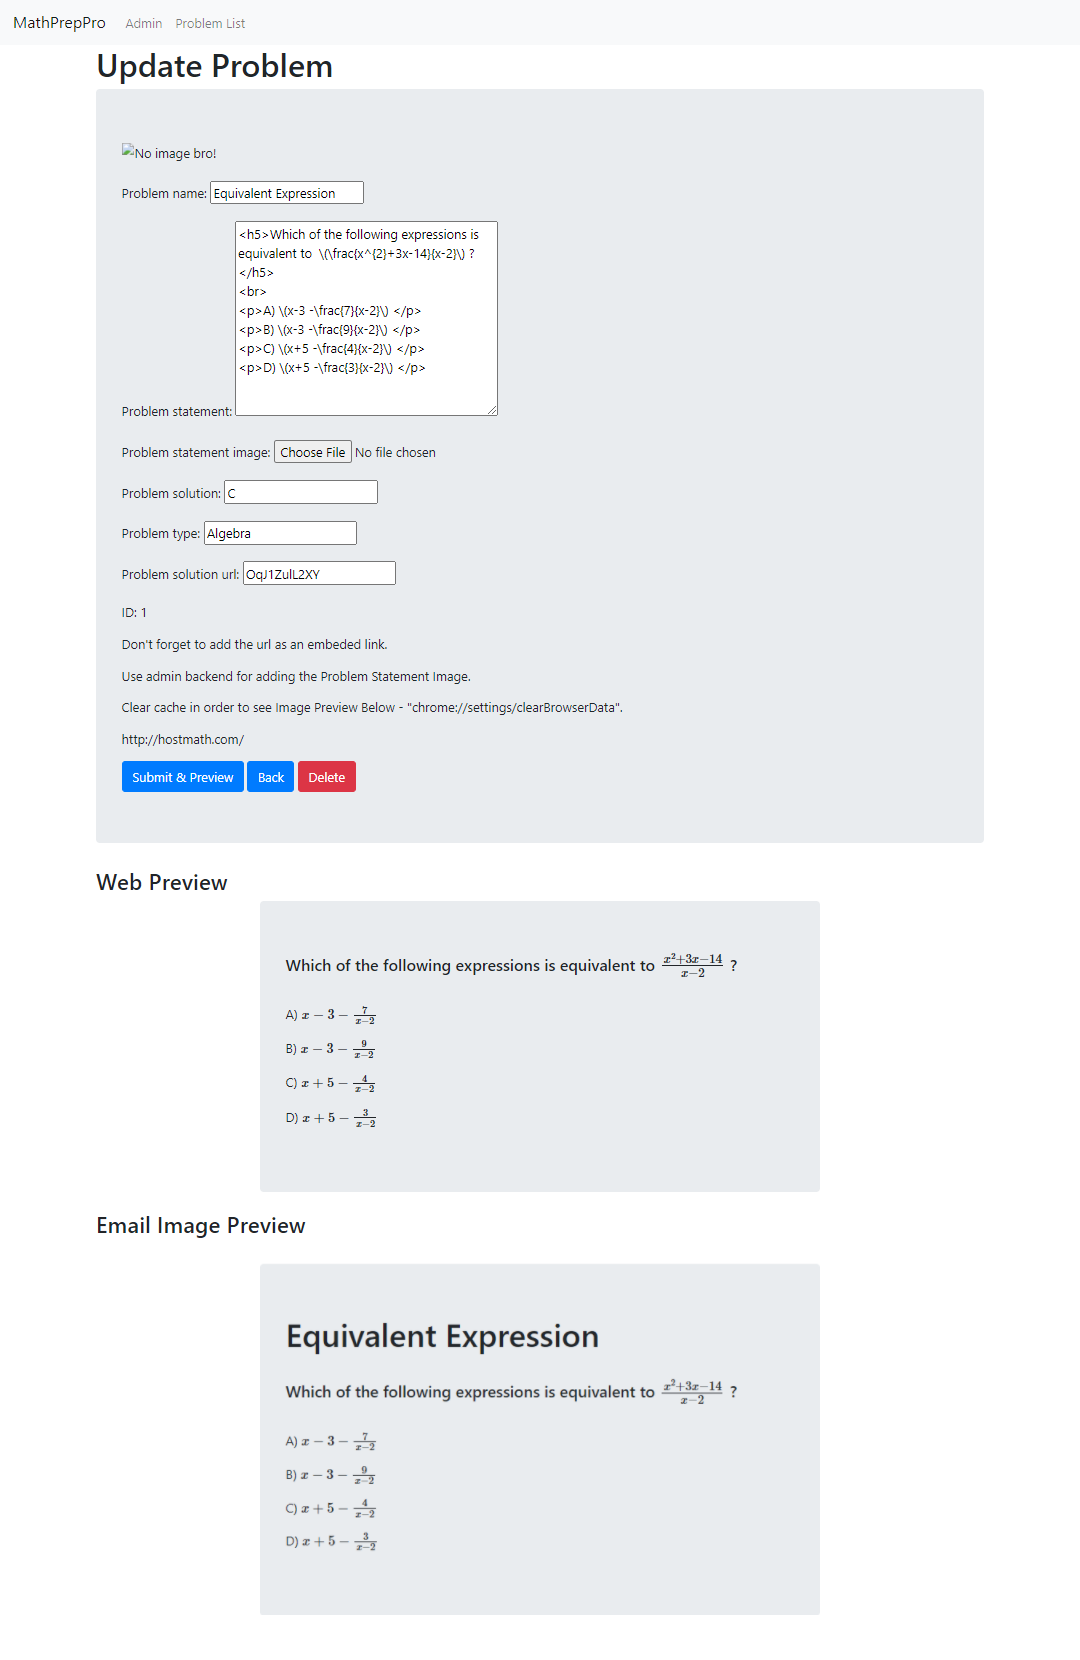 MathPrepPro Admin Problem List
Update Problem
No image bro!
Problem name: Equivalent Expression
<h5>Which of the following expressions is
equivalent to \(\frac{x^{2}+3x-14}{x-2}\) ?
</h5>
<br>
<p>A) \(x-3 -\frac{7}{x-2}\) </p>
<p>B) \(x-3 -\frac{9}{x-2}\) </p>
<p>C) \(x+5 -\frac{4}{x-2}\) </p>
<p>D) \(x+5 -\frac{3}{x-2}\) </p>
Problem statement:
Problem statement image: Choose File No file chosen
Problem solution: C
Problem type: Algebra
Problem solution url: OqJ1ZulL2XY
ID: 1
Don't forget to add the url as an embeded link.
Use admin backend for adding the Problem Statement Image.
Clear cache in order to see Image Preview Below - "chrome://settings/clearBrowserData".
http://hostmath.com/
Submit & Preview Back Delete
Web Preview
Which of the following expressions is equivalent to \frac{x^2+3x-14}{x-2} ?
A) x − 3 − \frac{7}{x-2}
B) x − 3 − \frac{9}{x-2}
C) x + 5 − \frac{4}{x-2}
D) x + 5 − \frac{3}{x-2}
Email Image Preview
Equivalent Expression
Which of the following expressions is equivalent to \frac{x^2+3x-14}{x-2} ?
A) x − 3 − \frac{7}{x-2}
B) x − 3 − \frac{9}{x-2}
C) x + 5 − \frac{4}{x-2}
D) x + 5 − \frac{3}{x-2}